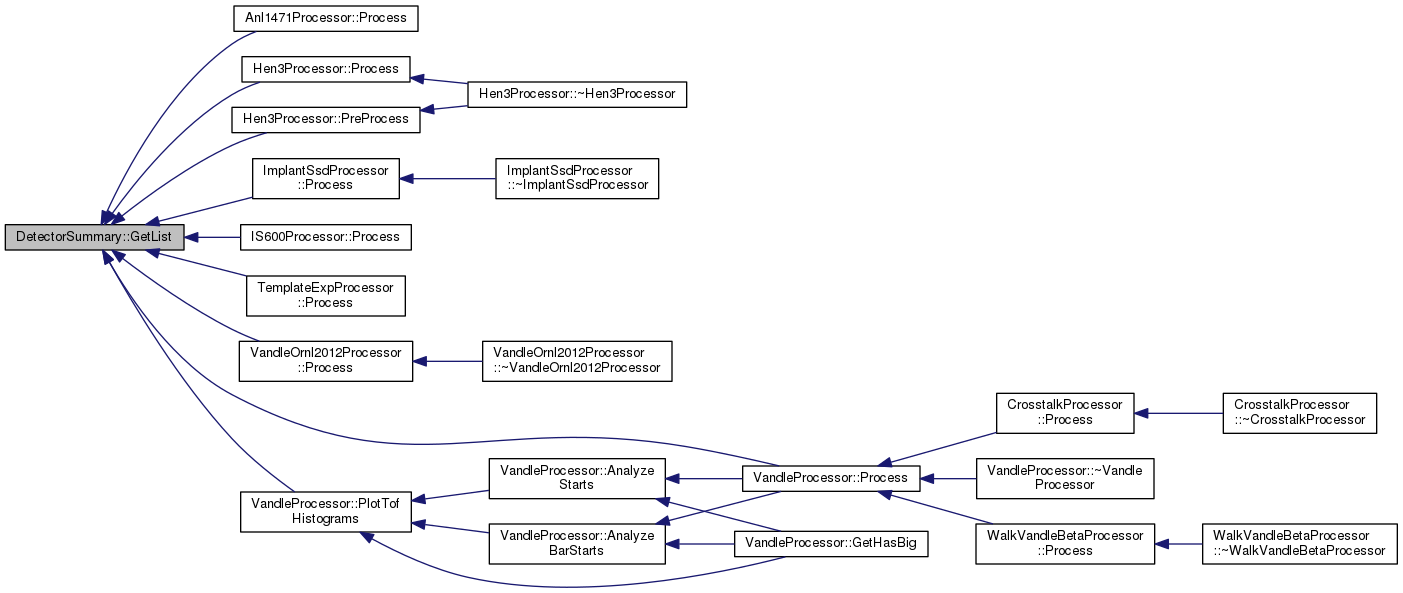 Anl1471Processor::Process
Hen3Processor::Process
Hen3Processor::~Hen3Processor
Hen3Processor::PreProcess
ImplantSsdProcessor
::Process
ImplantSsdProcessor
::~ImplantSsdProcessor
DetectorSummary::GetList
IS600Processor::Process
TemplateExpProcessor
::Process
VandleOrnl2012Processor
::Process
VandleOrnl2012Processor
::~VandleOrnl2012Processor
CrosstalkProcessor
::Process
CrosstalkProcessor
::~CrosstalkProcessor
VandleProcessor::Analyze
Starts
VandleProcessor::Process
VandleProcessor::~Vandle
Processor
VandleProcessor::PlotTof
Histograms
VandleProcessor::Analyze
BarStarts
VandleProcessor::GetHasBig
WalkVandleBetaProcessor
::Process
WalkVandleBetaProcessor
::~WalkVandleBetaProcessor